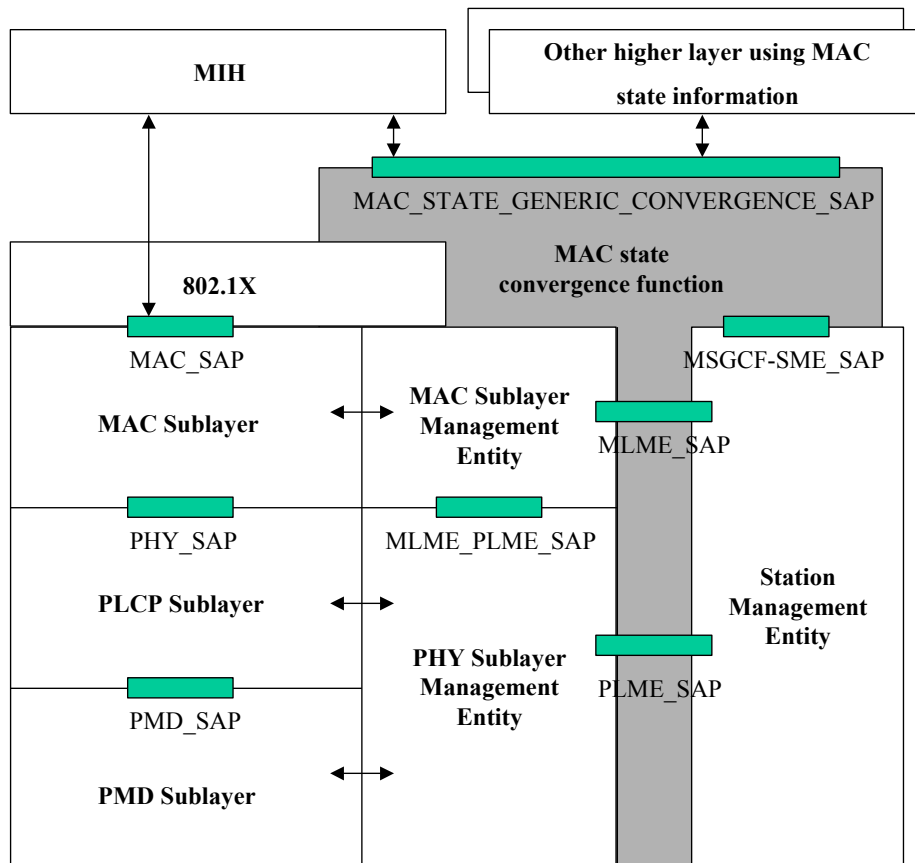 MIH
Other higher layer using MAC
state information
MAC_STATE_GENERIC_CONVERGENCE_SAP
MAC state
convergence function
802.1X
MAC_SAP
MSGCF-SME_SAP
MAC Sublayer
MAC Sublayer
Management
Entity
MLME_SAP
PHY_SAP
MLME_PLME_SAP
PLCP Sublayer
Station
Management
Entity
PHY Sublayer
Management
Entity
PLME_SAP
PMD_SAP
PMD Sublayer